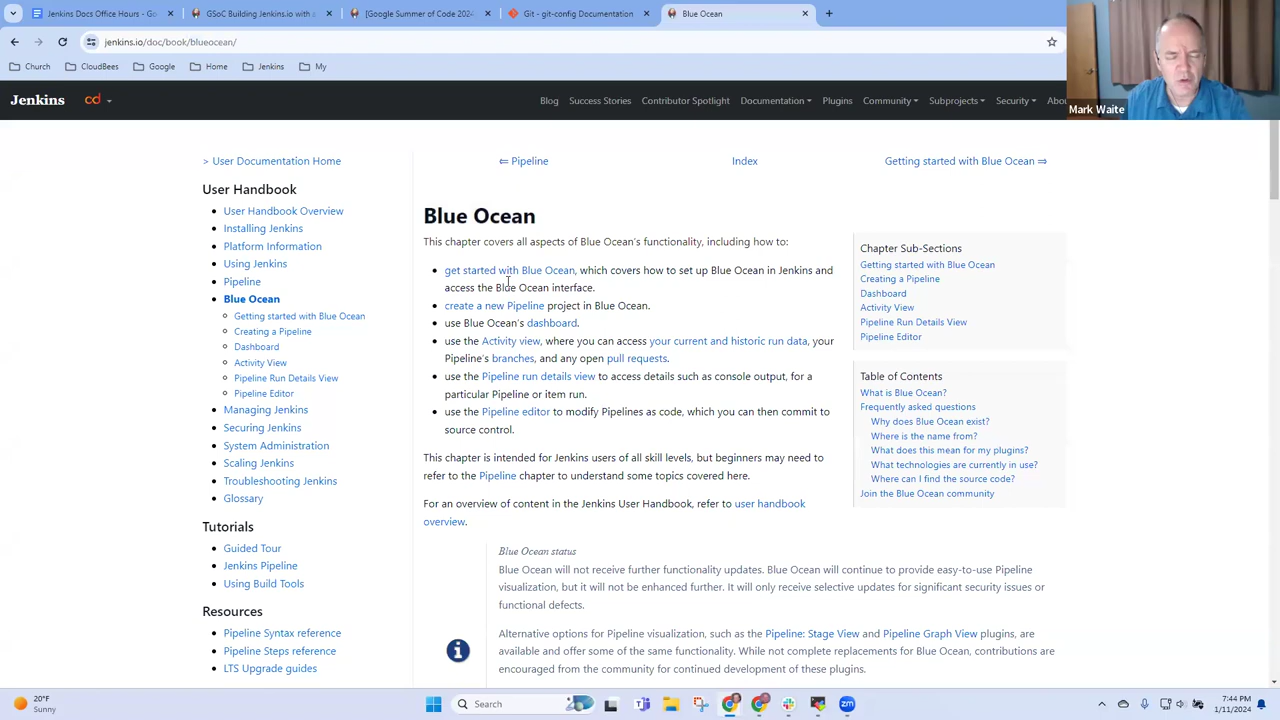 Jenkins Docs Office Hours - Go
GSoC Building Jenkins.io with a
[Google Summer of Code 2024
Git - git-config Documentation
Blue Ocean
jenkins.io/doc/book/blueocean/
Church
CloudBees
Google
Home
Jenkins
My
Mark Waite
Jenkins
cd
Blog
Success Stories
Contributor Spotlight
Documentation
Plugins
Community
Subprojects
Security
Abou
> User Documentation Home
⇐ Pipeline
Index
Getting started with Blue Ocean ⇒
User Handbook
User Handbook Overview
Installing Jenkins
Platform Information
Using Jenkins
Pipeline
Blue Ocean
Getting started with Blue Ocean
Creating a Pipeline
Dashboard
Activity View
Pipeline Run Details View
Pipeline Editor
Managing Jenkins
Securing Jenkins
System Administration
Scaling Jenkins
Troubleshooting Jenkins
Glossary
Tutorials
Guided Tour
Jenkins Pipeline
Using Build Tools
Resources
Pipeline Syntax reference
Pipeline Steps reference
LTS Upgrade guides
Blue Ocean
This chapter covers all aspects of Blue Ocean's functionality, including how to:
get started with Blue Ocean, which covers how to set up Blue Ocean in Jenkins and
access the Blue Ocean interface.
create a new Pipeline project in Blue Ocean.
use Blue Ocean's dashboard.
use the Activity view, where you can access your current and historic run data, your
Pipeline's branches, and any open pull requests.
use the Pipeline run details view to access details such as console output, for a
particular Pipeline or item run.
use the Pipeline editor to modify Pipelines as code, which you can then commit to
source control.
This chapter is intended for Jenkins users of all skill levels, but beginners may need to
refer to the Pipeline chapter to understand some topics covered here.
For an overview of content in the Jenkins User Handbook, refer to user handbook
overview.
Blue Ocean status
Blue Ocean will not receive further functionality updates. Blue Ocean will continue to provide easy-to-use Pipeline
visualization, but it will not be enhanced further. It will only receive selective updates for significant security issues or
functional defects.
Alternative options for Pipeline visualization, such as the Pipeline: Stage View and Pipeline Graph View plugins, are
available and offer some of the same functionality. While not complete replacements for Blue Ocean, contributions are
encouraged from the community for continued development of these plugins.
Chapter Sub-Sections
Getting started with Blue Ocean
Creating a Pipeline
Dashboard
Activity View
Pipeline Run Details View
Pipeline Editor
Table of Contents
What is Blue Ocean?
Frequently asked questions
Why does Blue Ocean exist?
Where is the name from?
What does this mean for my plugins?
What technologies are currently in use?
Where can I find the source code?
Join the Blue Ocean community
20°F
Sunny
Search
7:44 PM
1/11/2024